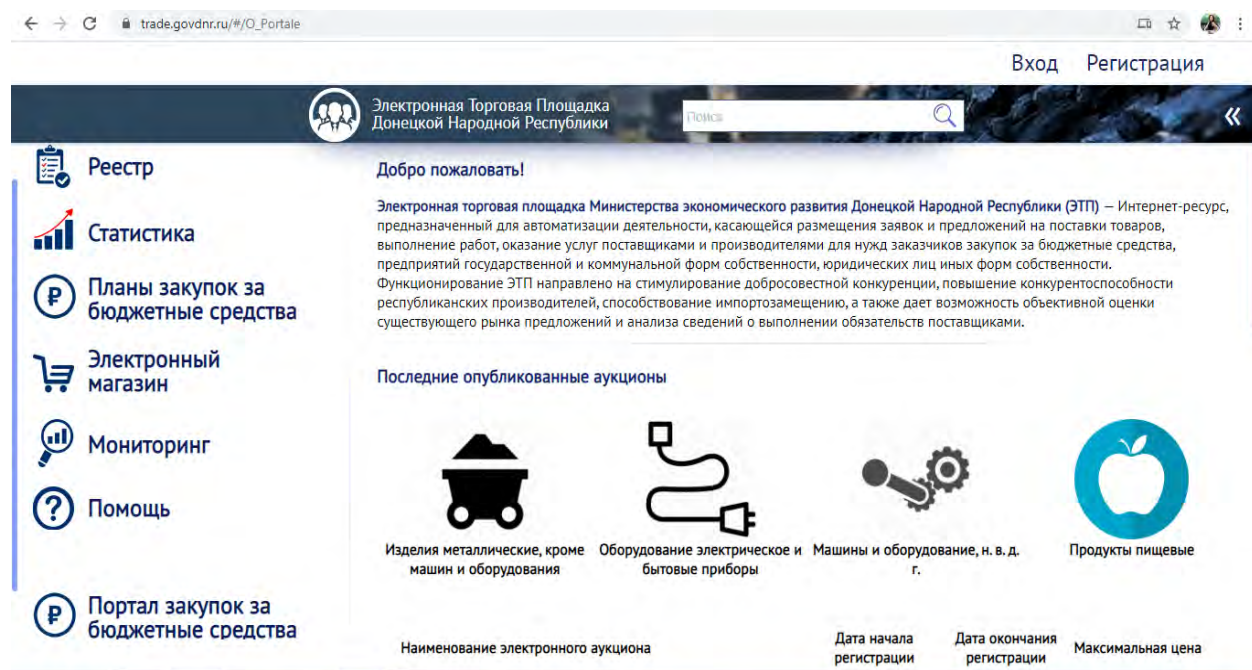 trade.govdnr.ru/#/O_Portale
Вход Регистрация
Электронная Торговая Площадка
Донецкой Народной Республики
Поиск
«
Реестр
Статистика
Планы закупок за
бюджетные средства
Электронный
магазин
Мониторинг
Помощь
Портал закупок за
бюджетные средства
Добро пожаловать!
Электронная торговая площадка Министерства экономического развития Донецкой Народной Республики (ЭТП) — Интернет-ресурс,
предназначенный для автоматизации деятельности, касающейся размещения заявок и предложений на поставки товаров,
выполнение работ, оказание услуг поставщиками и производителями для нужд заказчиков закупок за бюджетные средства,
предприятий государственной и коммунальной форм собственности, юридических лиц иных форм собственности.
Функционирование ЭТП направлено на стимулирование добросовестной конкуренции, повышение конкурентоспособности
республиканских производителей, способствование импортозамещению, а также дает возможность объективной оценки
существующего рынка предложений и анализа сведений о выполнении обязательств поставщиками.
Последние опубликованные аукционы
Изделия металлические, кроме
машин и оборудования
Оборудование электрическое и
бытовые приборы
Машины и оборудование, н. в. д.
г.
Продукты пищевые
Наименование электронного аукциона
Дата начала
регистрации
Дата окончания
регистрации
Максимальная цена